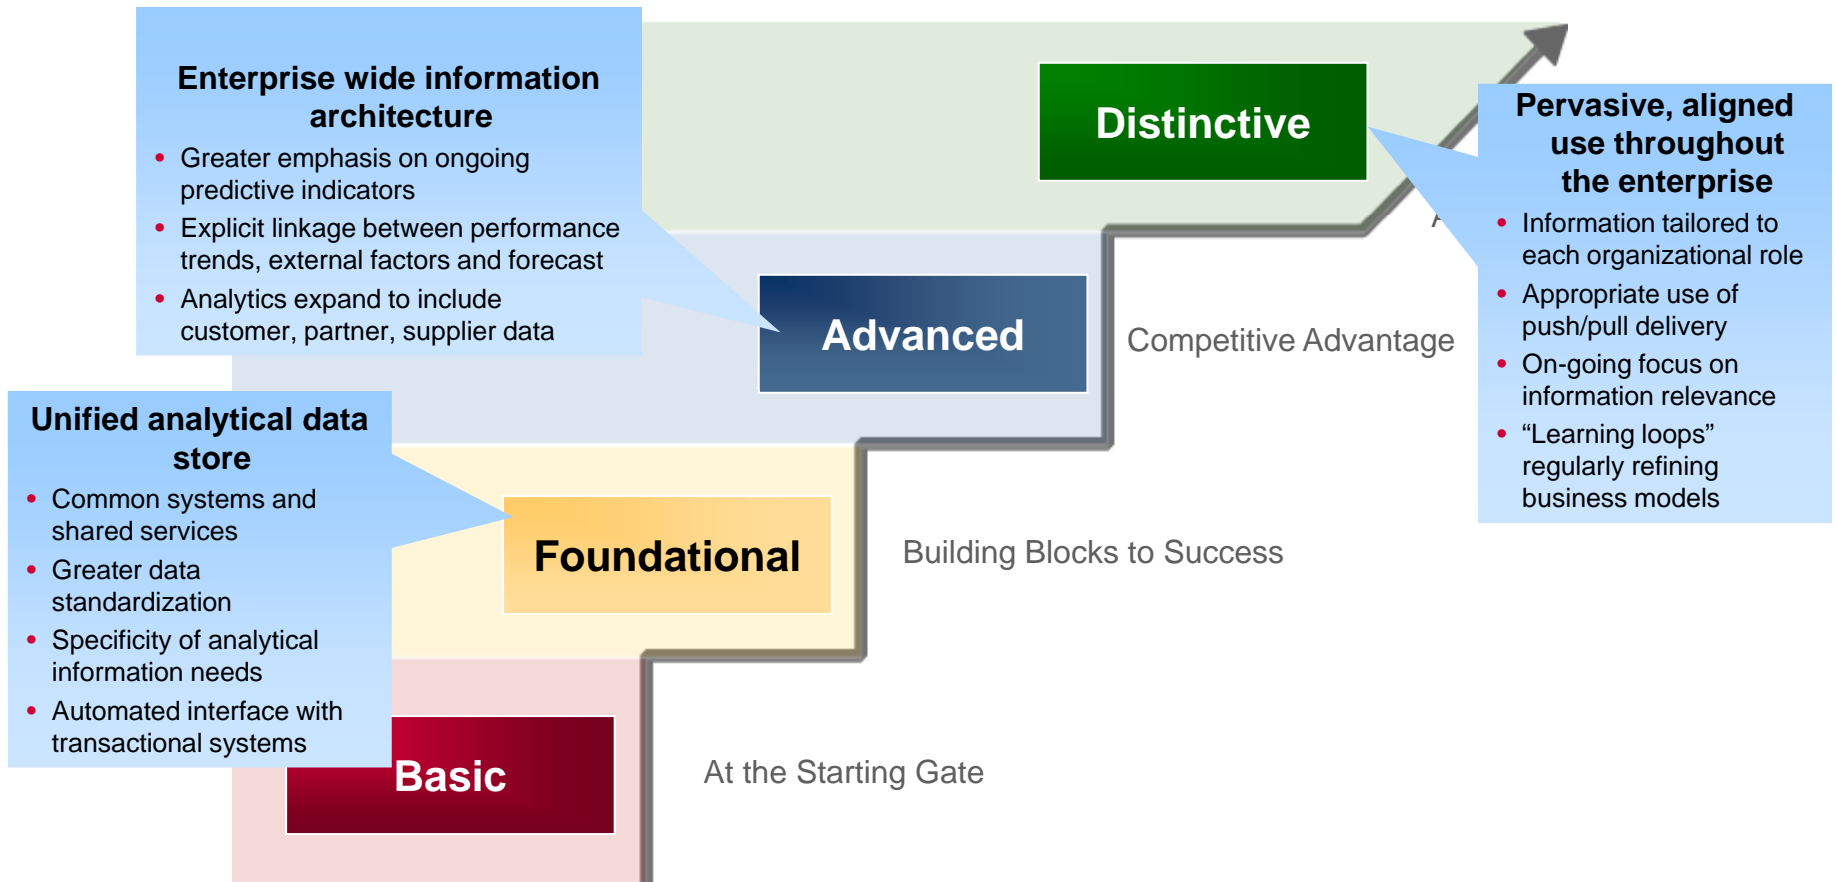 Enterprise wide information
architecture
• Greater emphasis on ongoing
predictive indicators
• Explicit linkage between performance
trends, external factors and forecast
• Analytics expand to include
customer, partner, supplier data
Distinctive
Pervasive, aligned
use throughout
the enterprise
• Information tailored to
each organizational role
• Appropriate use of
push/pull delivery
• On-going focus on
information relevance
• “Learning loops”
regularly refining
business models
Advanced
Competitive Advantage
Unified analytical data
store
• Common systems and
shared services
• Greater data
standardization
• Specificity of analytical
information needs
• Automated interface with
transactional systems
Foundational
Building Blocks to Success
Basic
At the Starting Gate